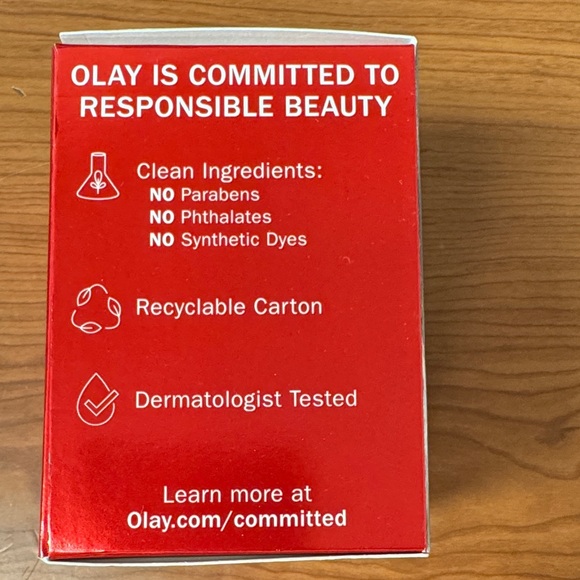 OLAY IS COMMITTED TO
RESPONSIBLE BEAUTY
Clean Ingredients:
NO Parabens
NO Phthalates
NO Synthetic Dyes
Recyclable Carton
Dermatologist Tested
Learn more at
Olay.com/committed